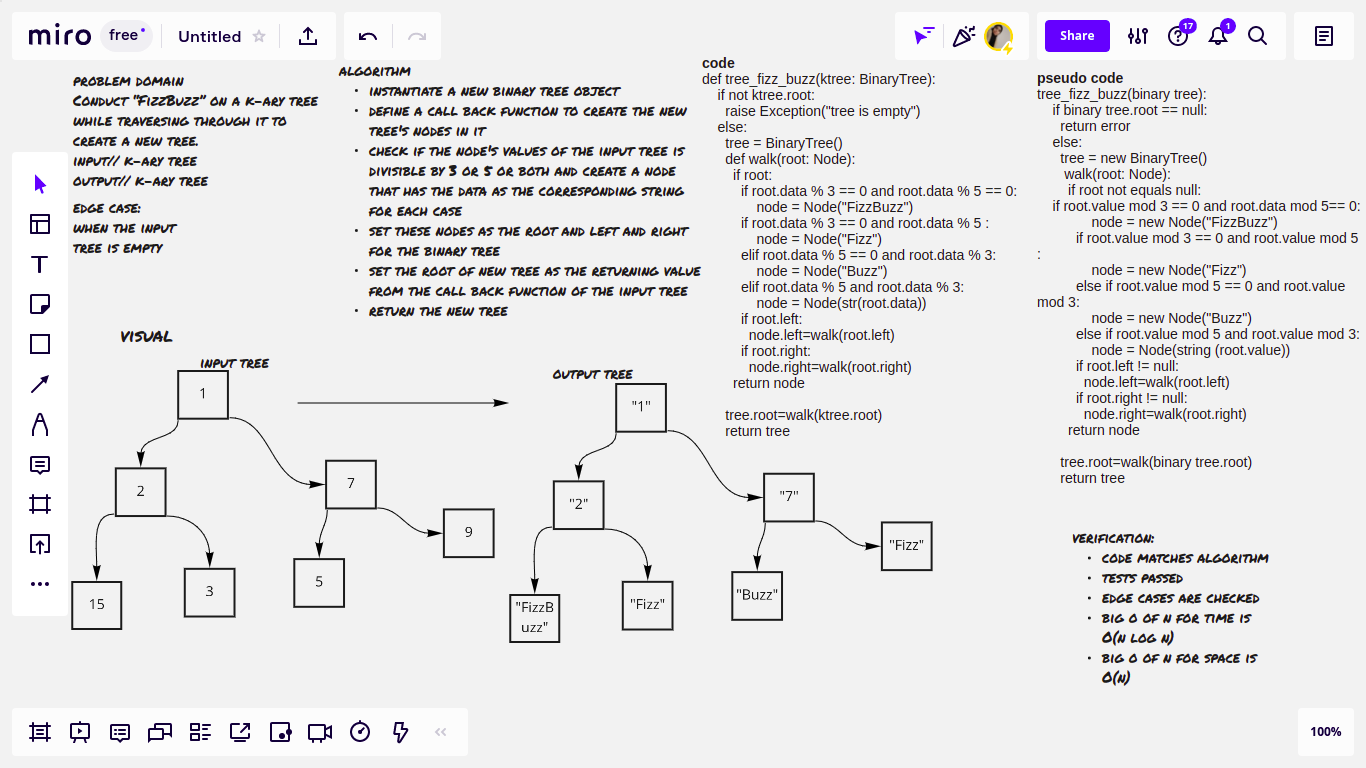 miro
free
Untitled
Share
17
1
PROBLEM DOMAIN
CONDUCT "FIZZBUZZ" ON A K-ARY TREE
WHILE TRAVERSING THROUGH IT TO
CREATE A NEW TREE.
INPUT// K-ARY TREE
OUTPUT// K-ARY TREE
EDGE CASE:
WHEN THE INPUT
TREE IS EMPTY
ALGORITHM
• INSTANTIATE A NEW BINARY TREE OBJECT
• DEFINE A CALL BACK FUNCTION TO CREATE THE NEW
TREE'S NODES IN IT
• CHECK IF THE NODE'S VALUES OF THE INPUT TREE IS
DIVISIBLE BY 3 OR 5 OR BOTH AND CREATE A NODE
THAT HAS THE DATA AS THE CORRESPONDING STRING
FOR EACH CASE
• SET THESE NODES AS THE ROOT AND LEFT AND RIGHT
FOR THE BINARY TREE
• SET THE ROOT OF NEW TREE AS THE RETURNING VALUE
FROM THE CALL BACK FUNCTION OF THE INPUT TREE
• RETURN THE NEW TREE
code
def tree_fizz_buzz(ktree: BinaryTree):
if not ktree.root:
raise Exception("tree is empty")
else:
tree = BinaryTree()
def walk(root: Node):
if root:
if root.data % 3 == 0 and root.data % 5 == 0:
node = Node("FizzBuzz")
if root.data % 3 == 0 and root.data % 5 :
node = Node("Fizz")
elif root.data % 5 == 0 and root.data % 3:
node = Node("Buzz")
elif root.data % 5 and root.data % 3:
node = Node(str(root.data))
if root.left:
node.left=walk(root.left)
if root.right:
node.right=walk(root.right)
return node
tree.root=walk(ktree.root)
return tree
pseudo code
tree_fizz_buzz(binary tree):
if binary tree.root == null:
return error
else:
tree = new BinaryTree()
walk(root: Node):
if root not equals null:
if root.value mod 3 == 0 and root.data mod 5== 0:
node = new Node("FizzBuzz")
if root.value mod 3 == 0 and root.value mod 5
:
node = new Node("Fizz")
else if root.value mod 5 == 0 and root.value
mod 3:
node = new Node("Buzz")
else if root.value mod 5 and root.value mod 3:
node = Node(string (root.value))
if root.left != null:
node.left=walk(root.left)
if root.right != null:
node.right=walk(root.right)
return node
tree.root=walk(binary tree.root)
return tree
VISUAL
INPUT TREE
1
2
7
9
15
3
5
OUTPUT TREE
"1"
"2"
"7"
"Fizz"
"FizzB
uzz"
"Fizz"
"Buzz"
VERIFICATION:
• CODE MATCHES ALGORITHM
• TESTS PASSED
• EDGE CASES ARE CHECKED
• BIG O OF N FOR TIME IS
O(N LOG N)
• BIG O OF N FOR SPACE IS
O(N)
100%